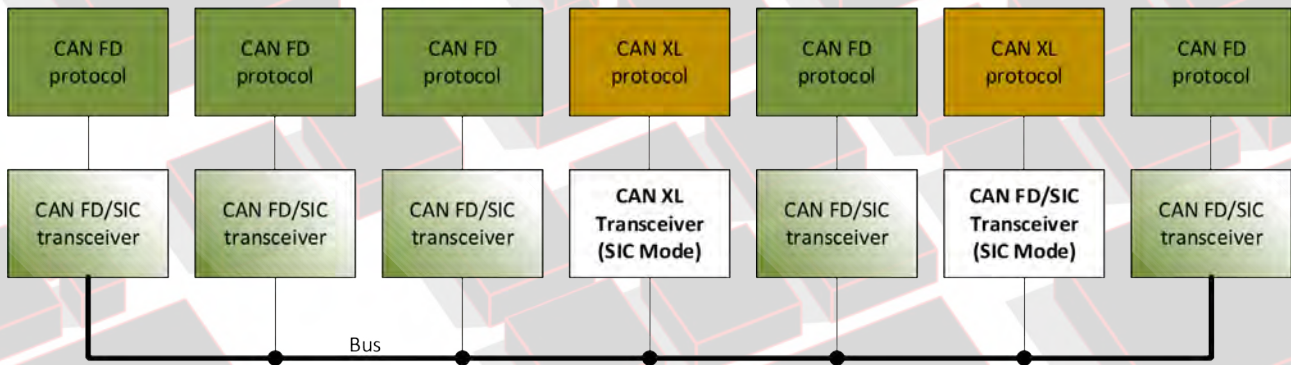 CAN FD
protocol
CAN FD
protocol
CAN FD
protocol
CAN XL
protocol
CAN FD
protocol
CAN XL
protocol
CAN FD
protocol
CAN FD/SIC
transceiver
CAN FD/SIC
transceiver
CAN FD/SIC
transceiver
CAN XL
Transceiver
(SIC Mode)
CAN FD/SIC
transceiver
CAN FD/SIC
Transceiver
(SIC Mode)
CAN FD/SIC
transceiver
Bus